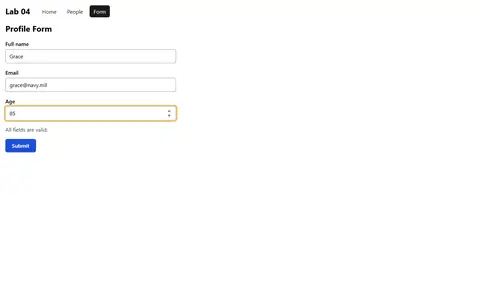 Lab 04 Home People Form
Profile Form
Full name
Grace
Email
grace@navy.mil
Age
85
All fields are valid.
Submit